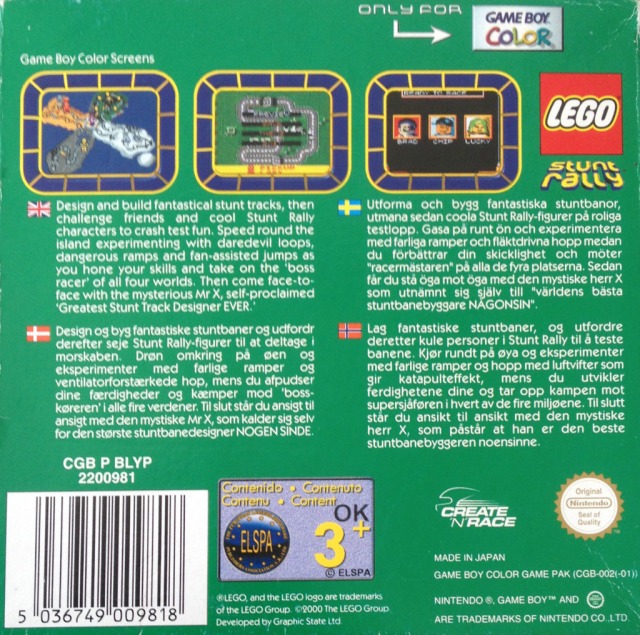 ONLY FOR
GAME BOY
COLOR
Game Boy Color Screens
LEGO
stunt
rally
READY TO RACE
BRAD CHIP LUCKY
Design and build fantastical stunt tracks, then
challenge friends and cool Stunt Rally
characters to crash test fun. Speed round the
island experimenting with daredevil loops,
dangerous ramps and fan-assisted jumps as
you hone your skills and take on the 'boss
racer' of all four worlds. Then come face-to-
face with the mysterious Mr X, self-proclaimed
'Greatest Stunt Track Designer EVER.'
Utforma och bygg fantastiska stuntbanor,
utmana sedan coola Stunt Rally-figurer på roliga
testlopp. Gasa på runt ön och experimentera
med farliga ramper och fläktdrivna hopp medan
du förbättrar din skicklighet och möter
"racermästaren" på alla de fyra platserna. Sedan
får du stå öga mot öga med den mystiske herr X
som utnämnt sig själv till "världens bästa
stuntbanebyggare NÅGONSIN".
Design og byg fantastiske stuntbaner og udfordr
derefter seje Stunt Rally-figurer til at deltage i
morskaben. Drøn omkring på øen og
eksperimenter med farlige ramper og
ventilatorforstærkede hop, mens du afpudser
dine færdigheder og kæmper mod 'boss-
køreren' i alle fire verdener. Til slut står du ansigt til
ansigt med den mystiske Mr X, som kalder sig selv
for den største stuntbanedesigner NOGEN SINDE.
Lag fantastiske stuntbaner, og utfordre
deretter kule personer i Stunt Rally til å teste
banene. Kjør rundt på øya og eksperimenter
med farlige ramper og hopp med luftvifter som
gir katapulteffekt, mens du utvikler
ferdighetene dine og tar opp kampen mot
supersjåføren i hvert av de fire miljøene. Til slutt
står du ansikt til ansikt med den mystiske
herr X, som påstår at han er den beste
stuntbanebyggeren noensinne.
CGB P BLYP
2200981
5 036749 009818
Contenido • Contenuto
Contenu • Content
OK
3+
ELSPA
© ELSPA
CREATE
'N' RACE
Original
Nintendo
Seal of
Quality
®LEGO, and the LEGO logo are trademarks
of the LEGO Group. ©2000 The LEGO Group.
Developed by Graphic State Ltd.
MADE IN JAPAN
GAME BOY COLOR GAME PAK (CGB-002(-01))
NINTENDO ®, GAME BOY™ AND
ARE TRADEMARKS OF NINTENDO CO.,LTD.